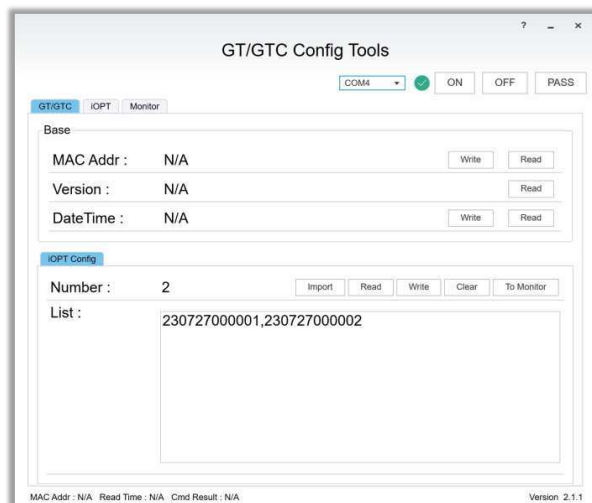 ? _ ×
GT/GTC Config Tools
COM4 ON OFF PASS
GT/GTC iOPT Monitor
Base
MAC Addr : N/A Write Read
Version : N/A Read
DateTime : N/A Write Read
iOPT Config
Number : 2 Import Read Write Clear To Monitor
List :
230727000001,230727000002
MAC Addr : N/A Read Time : N/A Cmd Result : N/A Version 2.1.1